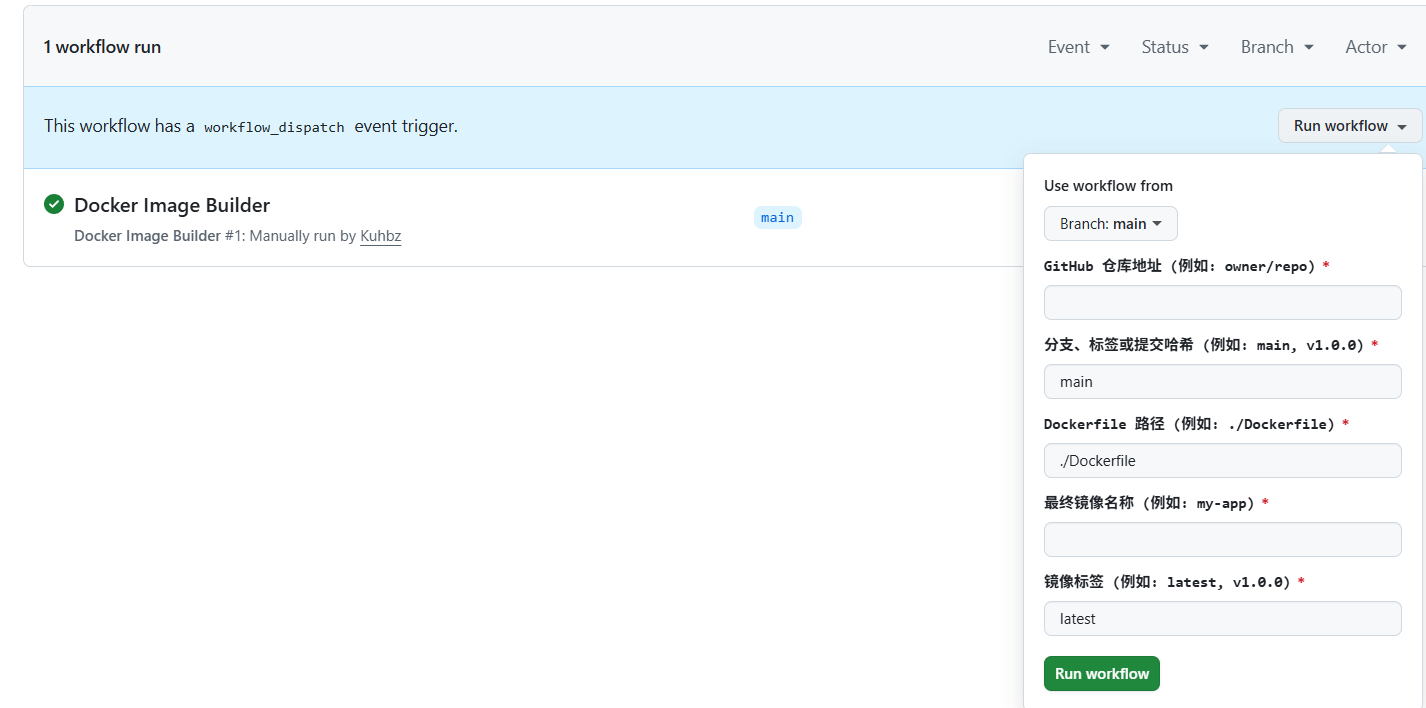 1 workflow run
Event
Status
Branch
Actor
This workflow has a workflow_dispatch event trigger.
Run workflow
Docker Image Builder
Docker Image Builder #1: Manually run by Kuhbz
main
Use workflow from
Branch: main
GitHub 仓库地址 (例如: owner/repo) *
分支、标签或提交哈希 (例如: main, v1.0.0) *
main
Dockerfile 路径 (例如: ./Dockerfile) *
./Dockerfile
最终镜像名称 (例如: my-app) *
镜像标签 (例如: latest, v1.0.0) *
latest
Run workflow